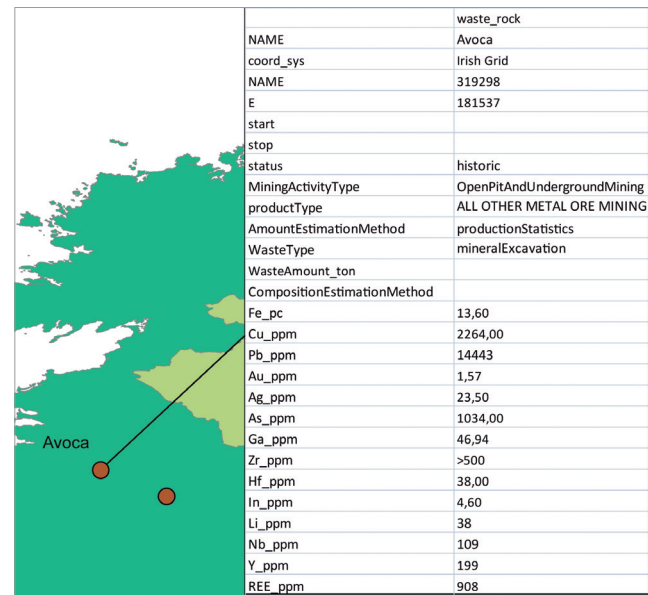 waste_rock
NAME Avoca
coord_sys Irish Grid
NAME 319298
E 181537
start
stop
status historic
MiningActivityType OpenPitAndUndergroundMining
productType ALL OTHER METAL ORE MINING
AmountEstimationMethod productionStatistics
WasteType mineralExcavation
WasteAmount_ton
CompositionEstimationMethod
Fe_pc 13,60
Cu_ppm 2264,00
Pb_ppm 14443
Au_ppm 1,57
Ag_ppm 23,50
As_ppm 1034,00
Ga_ppm 46,94
Zr_ppm >500
Hf_ppm 38,00
In_ppm 4,60
Li_ppm 38
Nb_ppm 109
Y_ppm 199
REE_ppm 908
Avoca